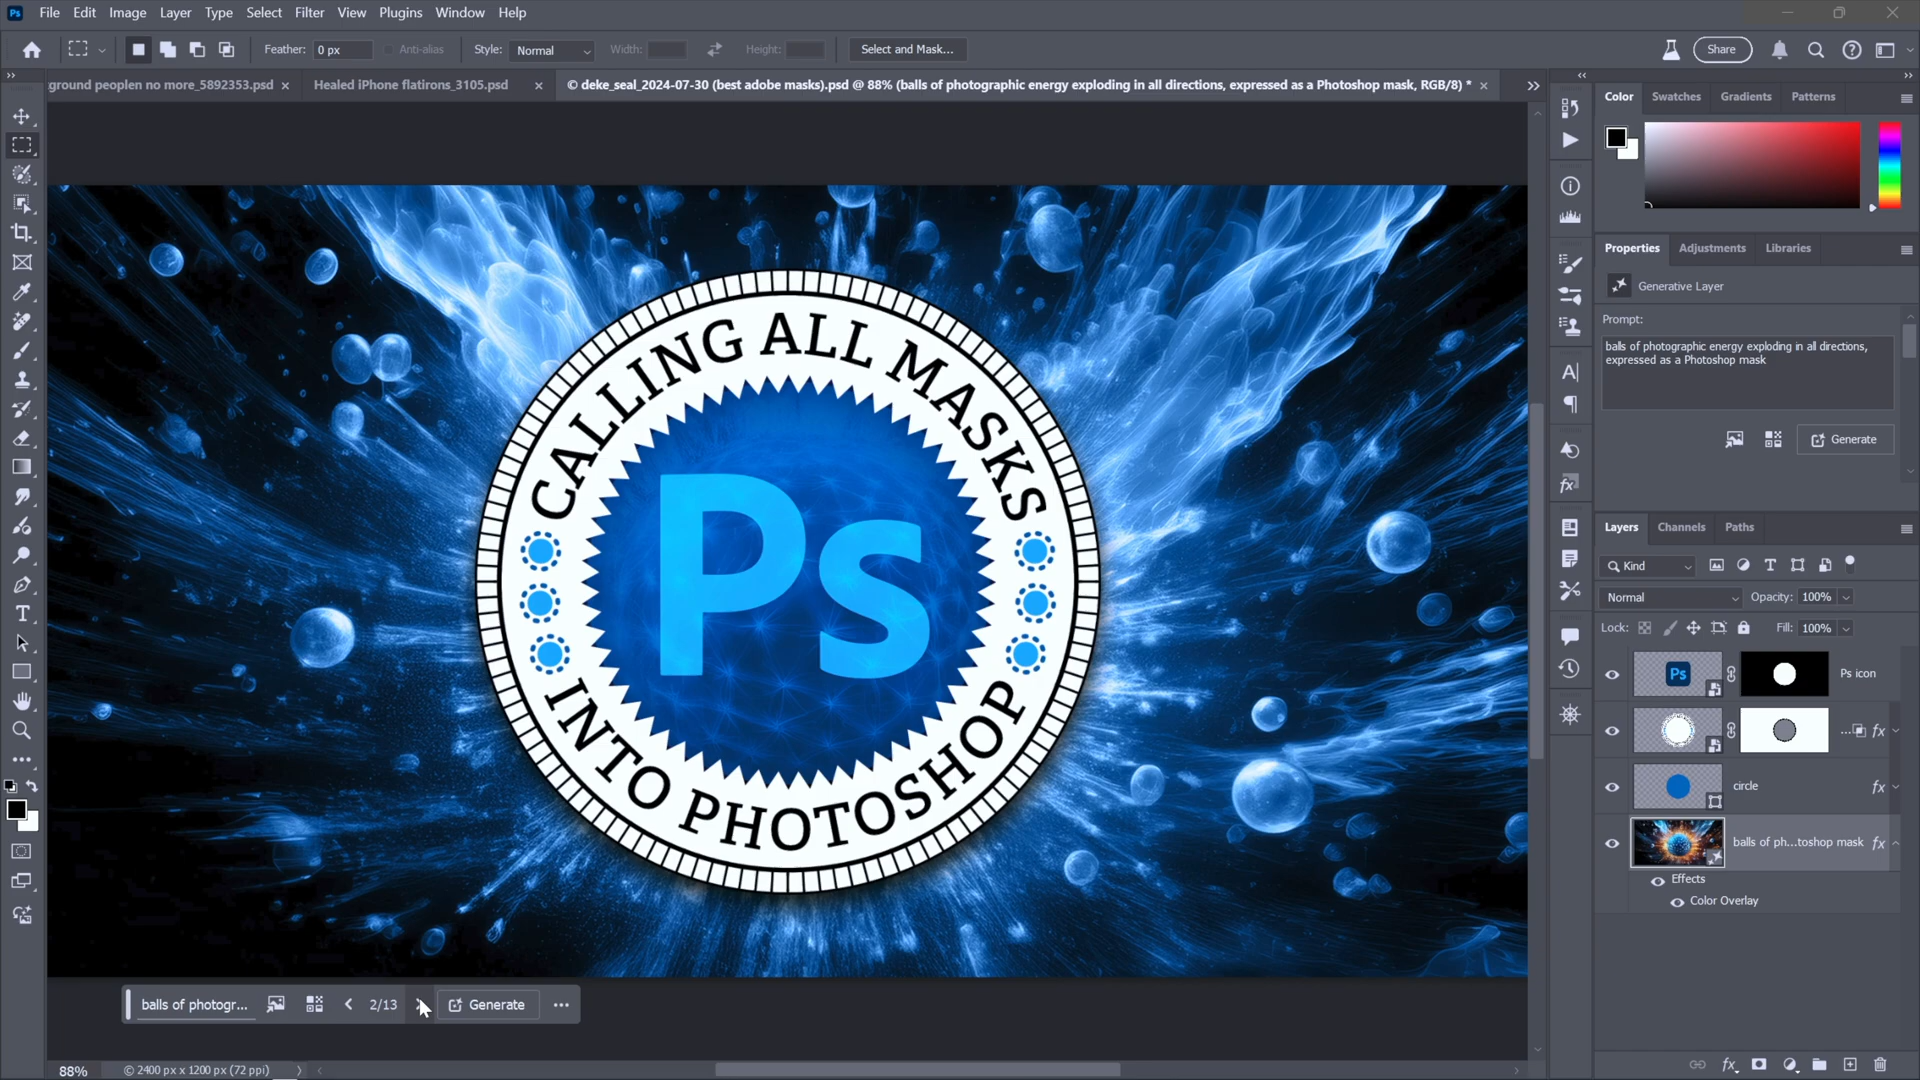 Ps File Edit Image Layer Type Select Filter View Plugins Window Help
Feather: 0 px Anti-alias Style: Normal Width: Height: Select and Mask... Share
ground peoplen no more_5892353.psd × Healed iPhone flatirons_3105.psd × © deke_seal_2024-07-30 (best adobe masks).psd @ 88% (balls of photographic energy exploding in all directions, expressed as a Photoshop mask, RGB/8) * ×
Color Swatches Gradients Patterns
Properties Adjustments Libraries
Generative Layer
Prompt:
balls of photographic energy exploding in all directions,
expressed as a Photoshop mask
Generate
CALLING ALL MASKS
Ps
INTO PHOTOSHOP
Layers Channels Paths
Kind
Normal Opacity: 100%
Lock: Fill: 100%
Ps Ps icon
... fx
circle fx
balls of ph...toshop mask fx
Effects
Color Overlay
balls of photogr... 2/13 Generate ...
88% © 2400 px x 1200 px (72 ppi)
fx